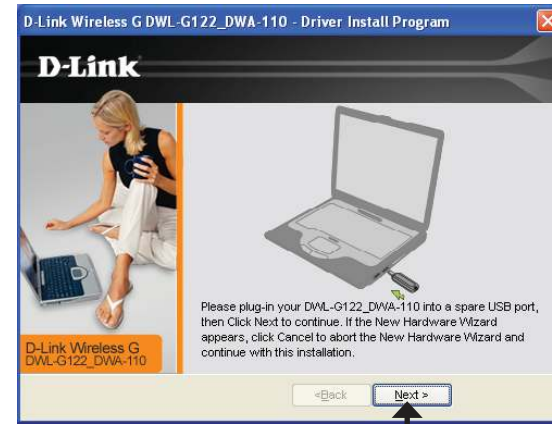 D-Link Wireless G DWL-G122_DWA-110 - Driver Install Program
D-Link
Please plug-in your DWL-G122_DWA-110 into a spare USB port,
then Click Next to continue. If the New Hardware Wizard
appears, click Cancel to abort the New Hardware Wizard and
continue with this installation.
D-Link Wireless G
DWL-G122_DWA-110
<Back
Next >